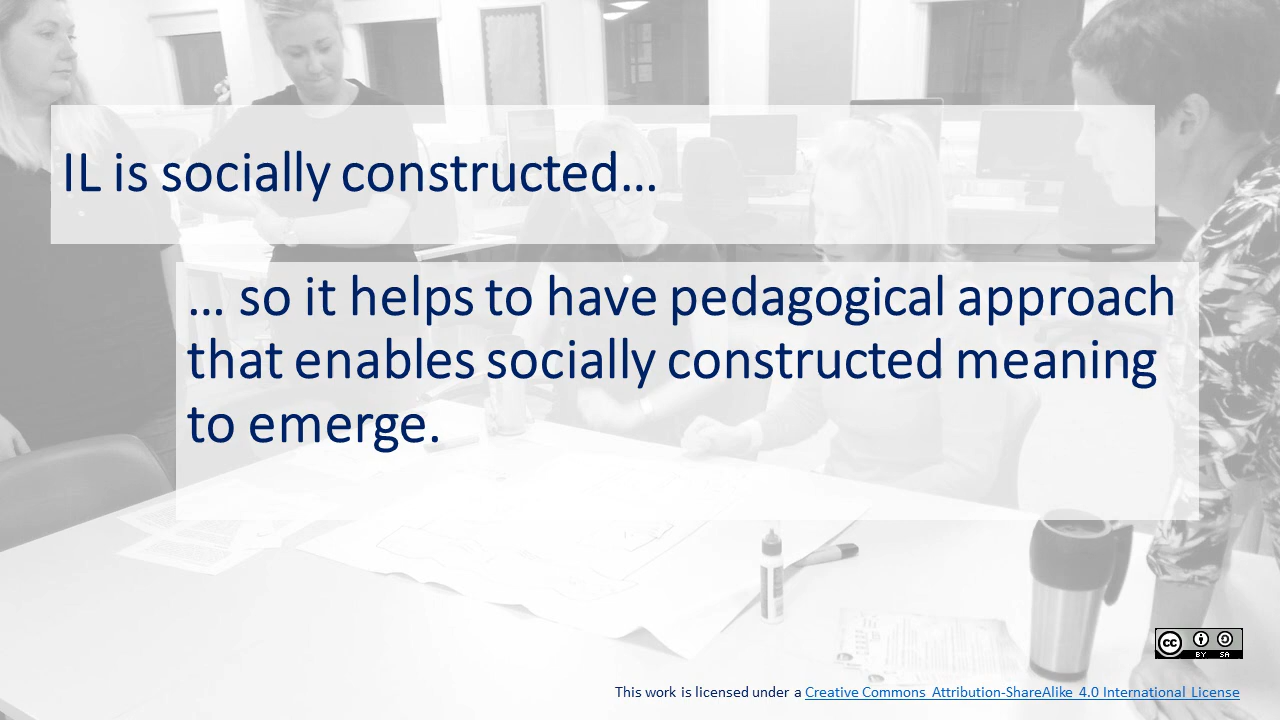 IL is socially constructed…
… so it helps to have pedagogical approach
that enables socially constructed meaning
to emerge.
cc BY SA
This work is licensed under a Creative Commons Attribution-ShareAlike 4.0 International License